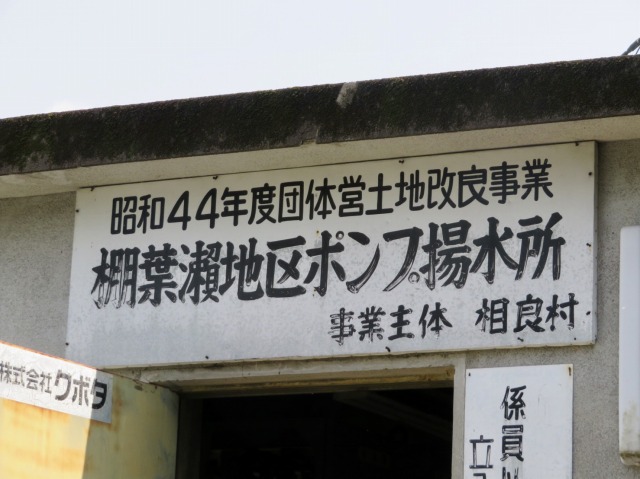 昭和44年度団体営土地改良事業
棚葉瀬地区ポンプ揚水所
事業主体 相良村
株式会社クボタ
係員
立